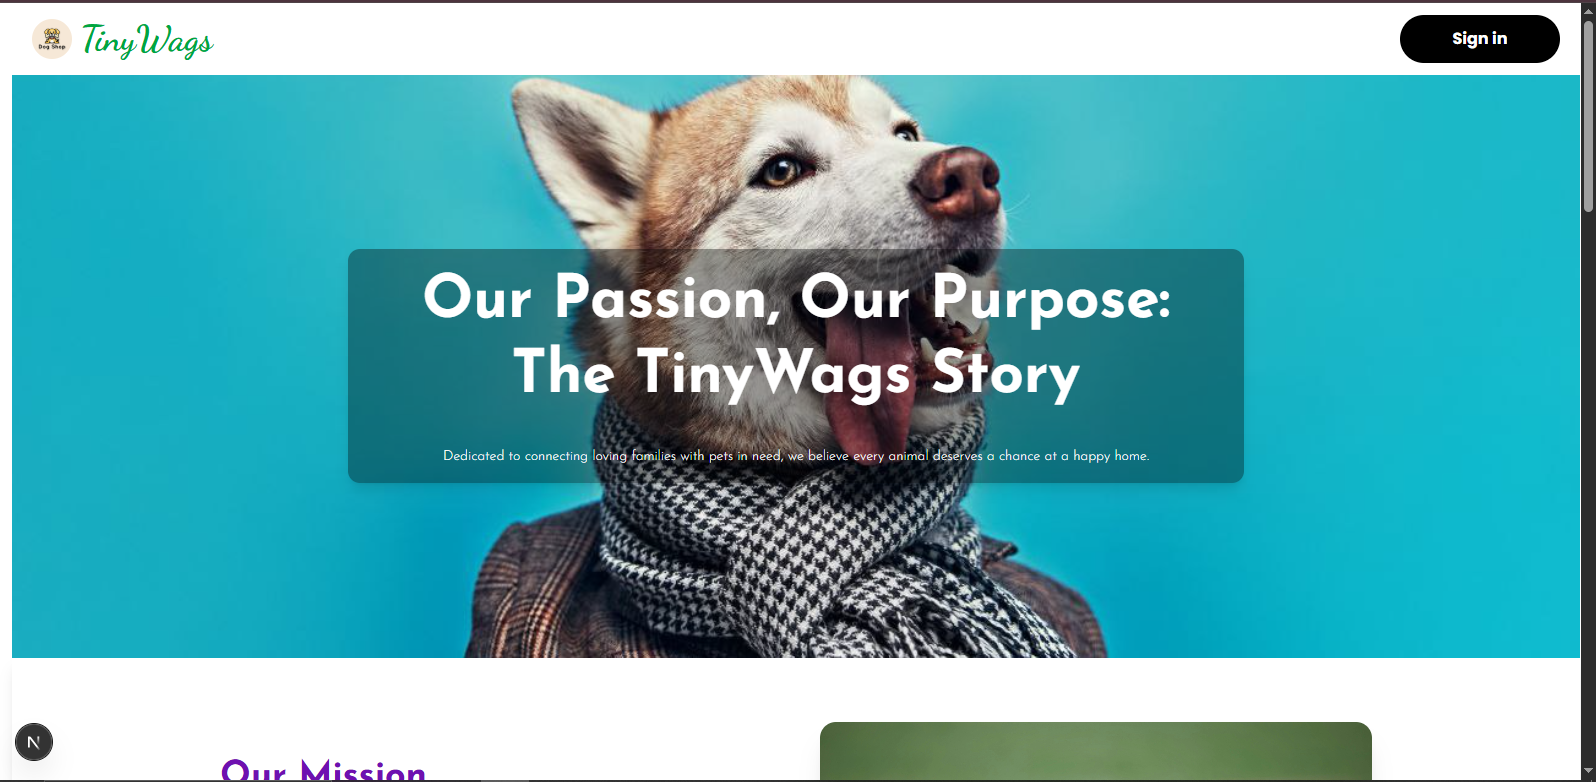 Dog Shop
TinyWags
Sign in
Our Passion, Our Purpose:
The TinyWags Story
Dedicated to connecting loving families with pets in need, we believe every animal deserves a chance at a happy home.
N
Our Mission